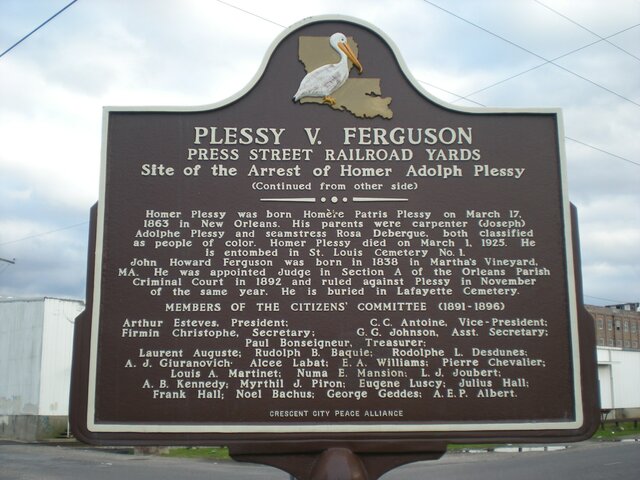 PLESSY V. FERGUSON
PRESS STREET RAILROAD YARDS
Site of the Arrest of Homer Adolph Plessy
(Continued from other side)
Homer Plessy was born Homère Patris Plessy on March 17,
1863 in New Orleans. His parents were carpenter (Joseph)
Adolphe Plessy and seamstress Rosa Debergue, both classified
as people of color. Homer Plessy died on March 1, 1925. He
is entombed in St. Louis Cemetery No. 1.
John Howard Ferguson was born in 1838 in Martha's Vineyard,
MA. He was appointed Judge in Section A of the Orleans Parish
Criminal Court in 1892 and ruled against Plessy in November
of the same year. He is buried in Lafayette Cemetery.
MEMBERS OF THE CITIZENS' COMMITTEE (1891-1896)
Arthur Esteves, President; C.C. Antoine, Vice-President;
Firmin Christophe, Secretary; G.G. Johnson, Asst. Secretary;
Paul Bonseigneur, Treasurer;
Laurent Auguste; Rudolph B. Baquie; Rodolphe L. Desdunes;
A. J. Giuranovich; Alcee Labat; E. A. Williams; Pierre Chevalier;
Louis A. Martinet; Numa E. Mansion; L. J. Joubert;
A. B. Kennedy; Myrthil J. Piron; Eugene Luscy; Julius Hall;
Frank Hall; Noel Bachus; George Geddes; A. E. P. Albert.
CRESCENT CITY PEACE ALLIANCE